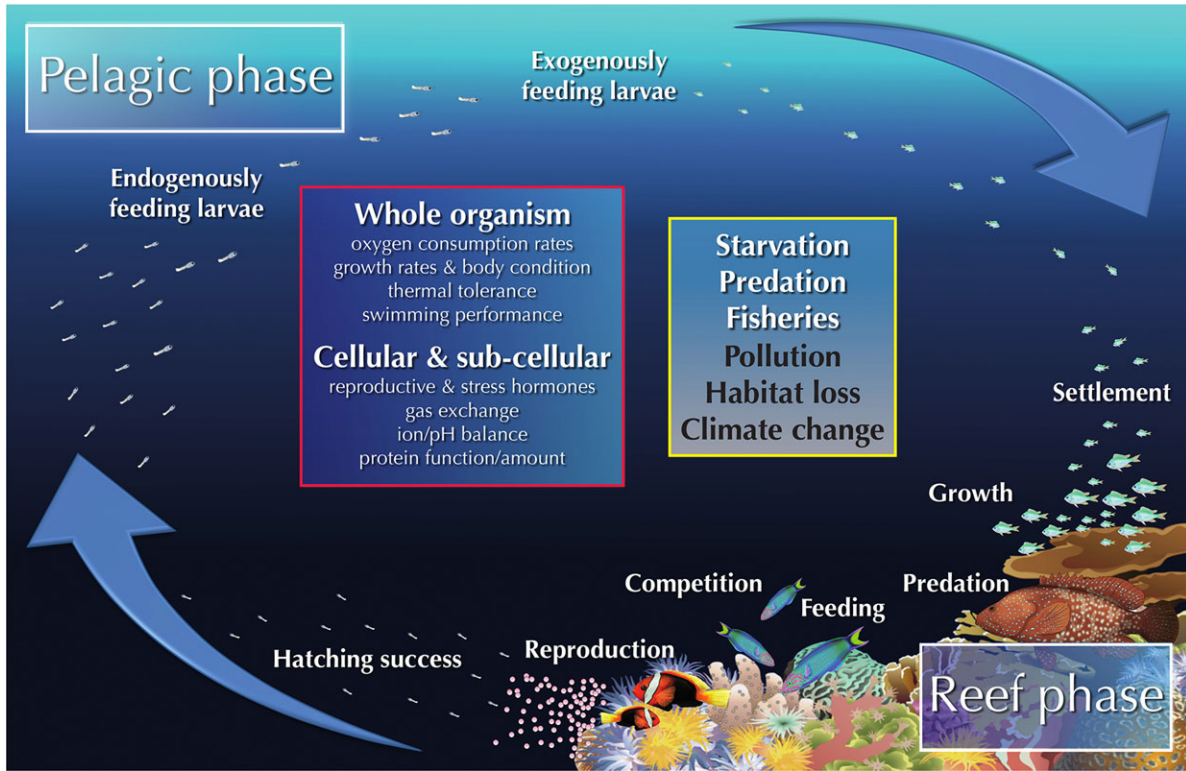 Pelagic phase
Exogenously
feeding larvae
Endogenously
feeding larvae
Whole organism
oxygen consumption rates
growth rates & body condition
thermal tolerance
swimming performance
Cellular & sub-cellular
reproductive & stress hormones
gas exchange
ion/pH balance
protein function/amount
Starvation
Predation
Fisheries
Pollution
Habitat loss
Climate change
Settlement
Growth
Predation
Competition
Feeding
Reproduction
Hatching success
Reef phase